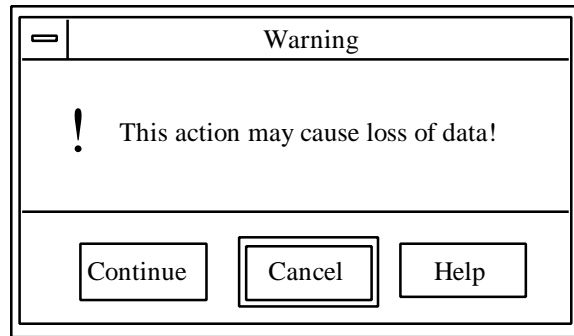 Warning
! This action may cause loss of data!
Continue Cancel Help